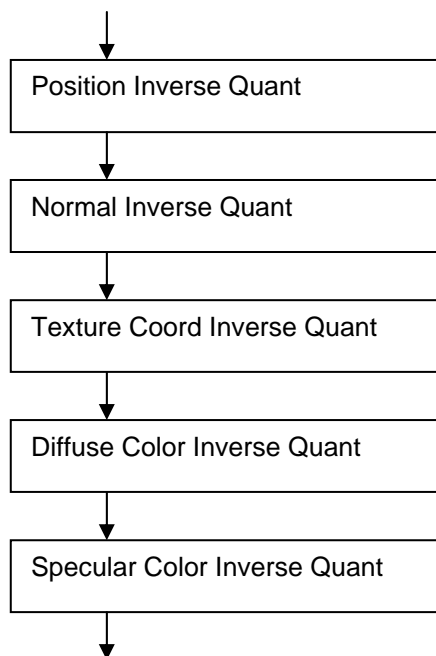 Position Inverse Quant
Normal Inverse Quant
Texture Coord Inverse Quant
Diffuse Color Inverse Quant
Specular Color Inverse Quant